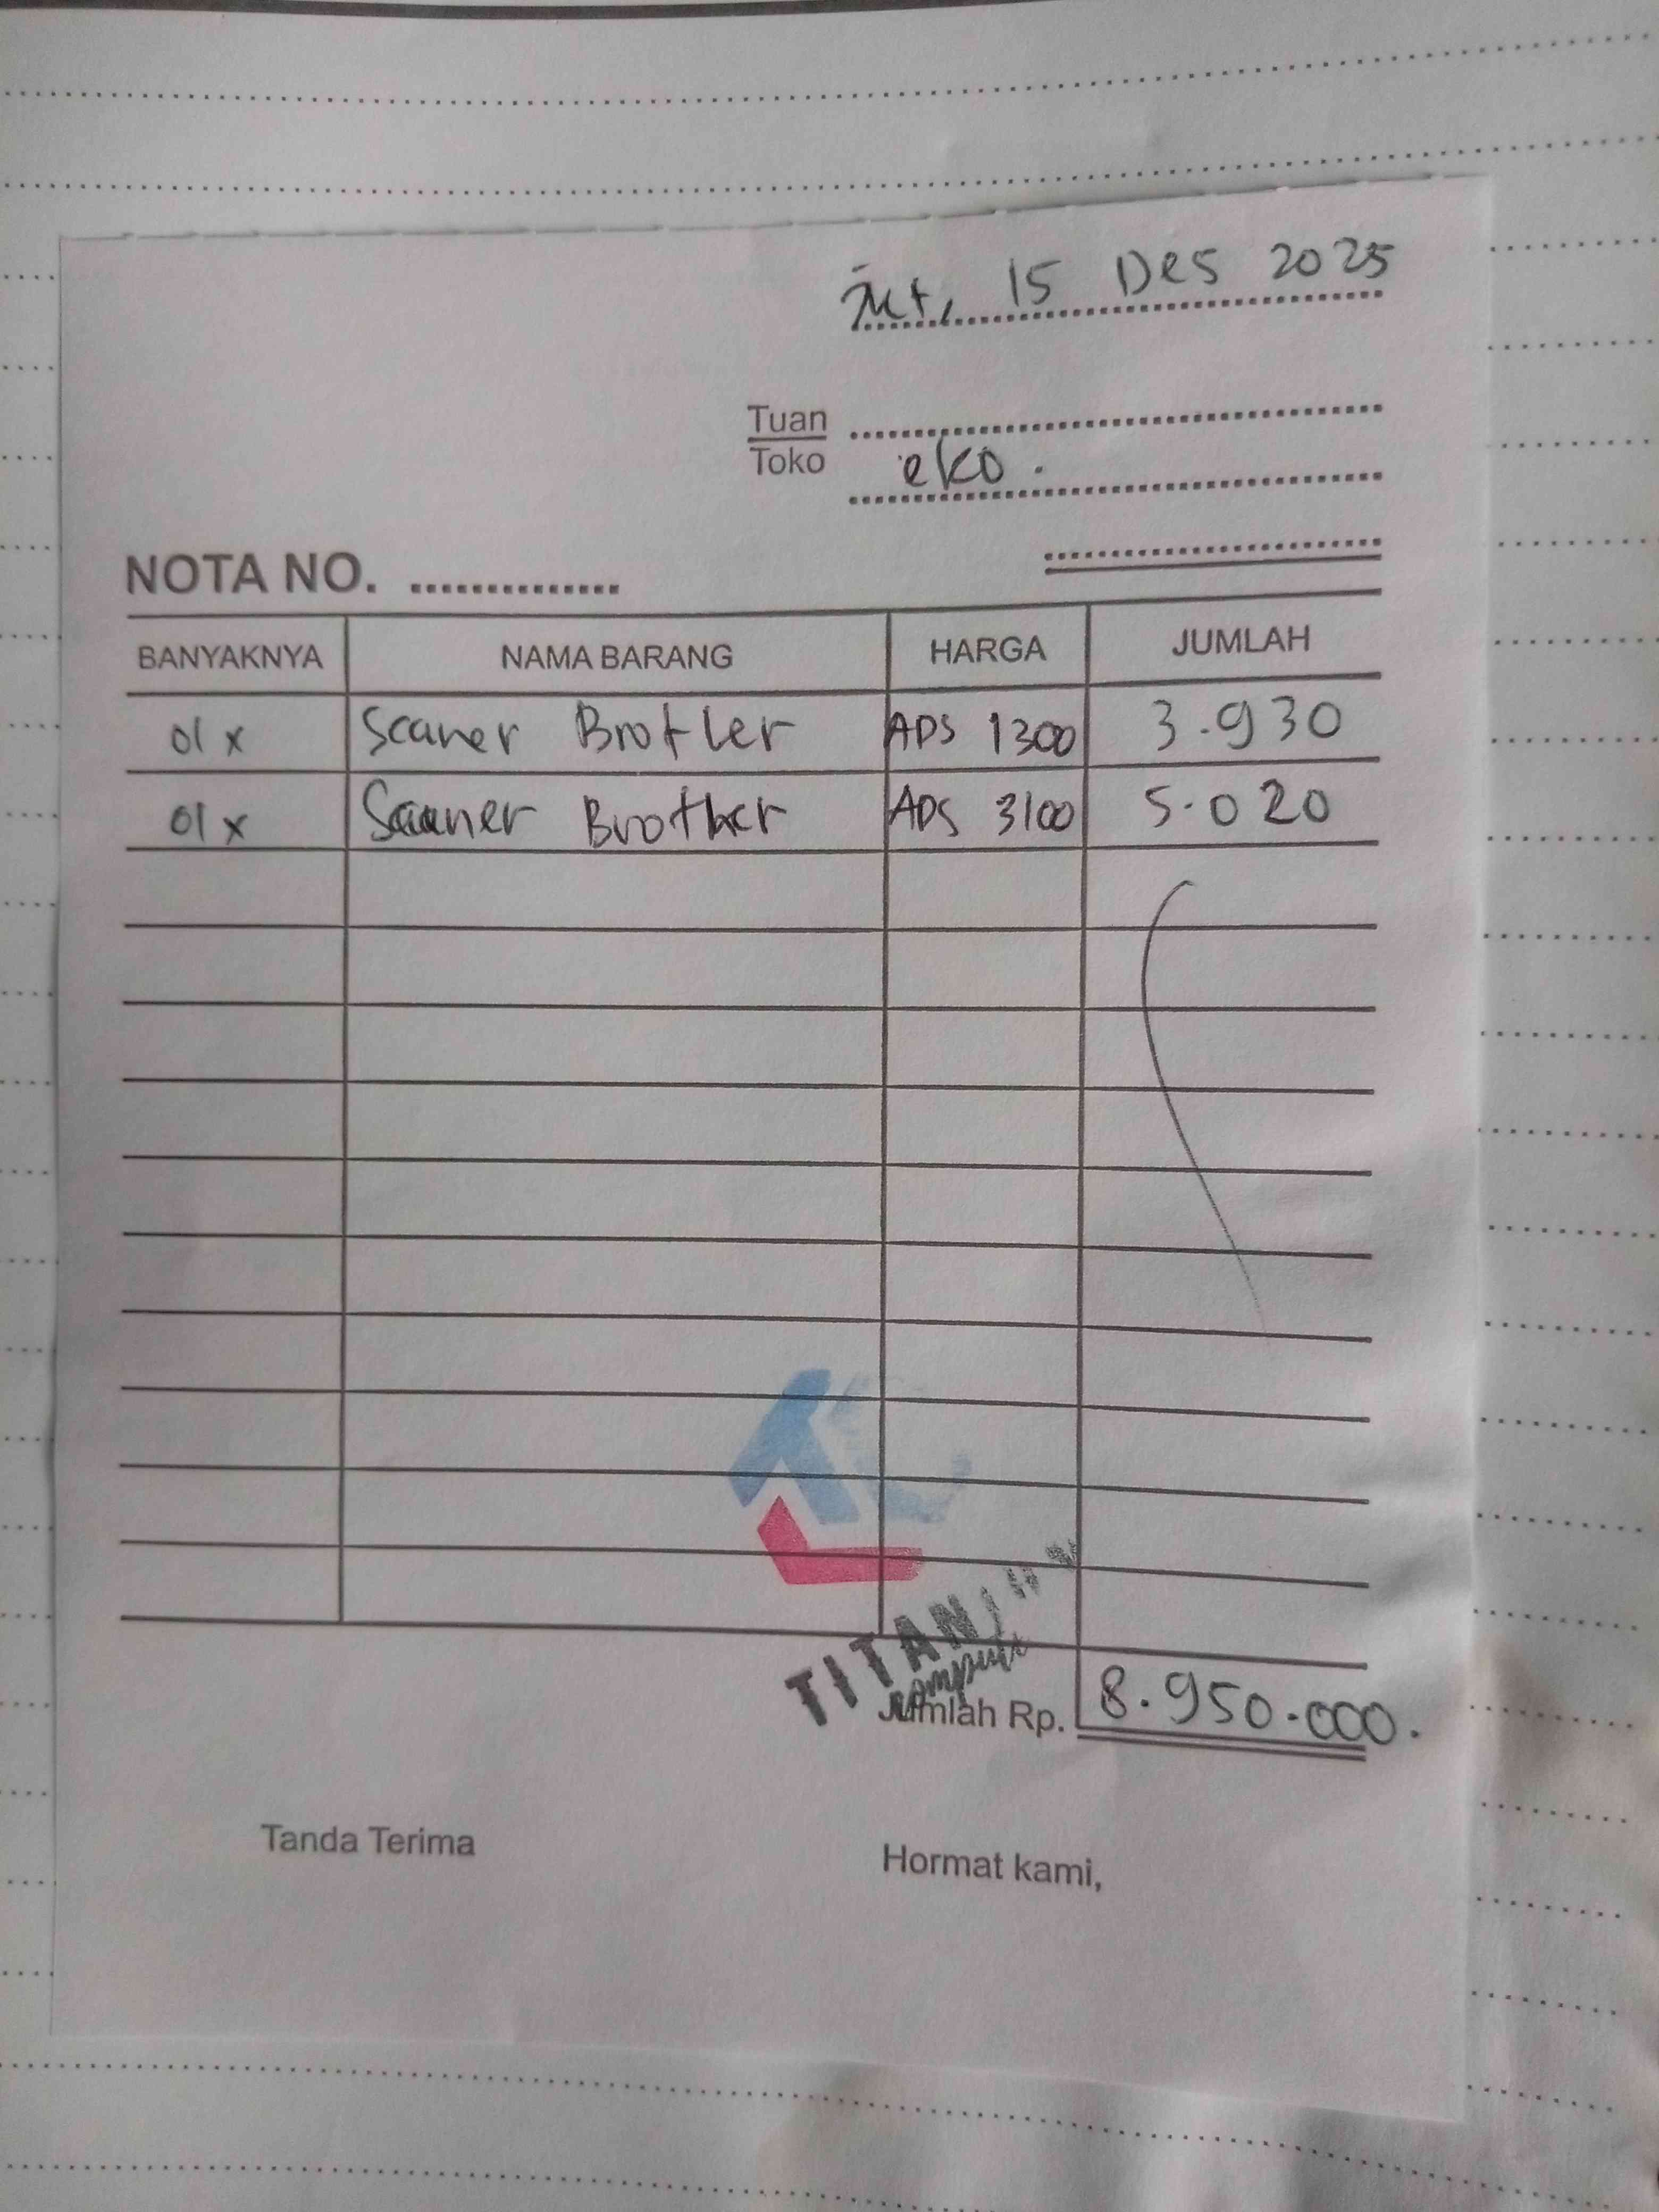 Jkt, 15 Des 2025
Tuan
Toko eko.
NOTA NO. ..............
BANYAKNYA NAMA BARANG HARGA JUMLAH
01 x Scaner Brother ADS 1300 3.930
01 x Scaner Brother ADS 3100 5.020
TITAN
Jumlah Rp. 8.950.000.
Tanda Terima Hormat kami,